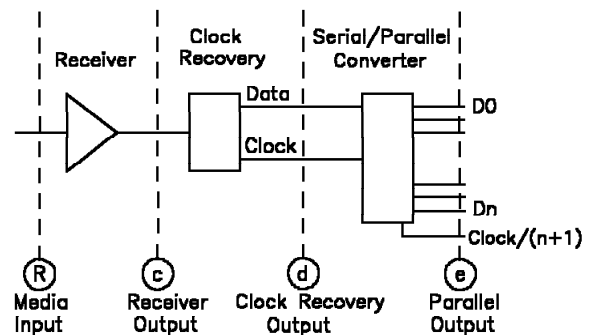 Receiver
Clock
Recovery
Serial/Parallel
Converter
Data
Clock
D0
Dn
Clock/(n+1)
R
c
d
e
Media
Input
Receiver
Output
Clock Recovery
Output
Parallel
Output